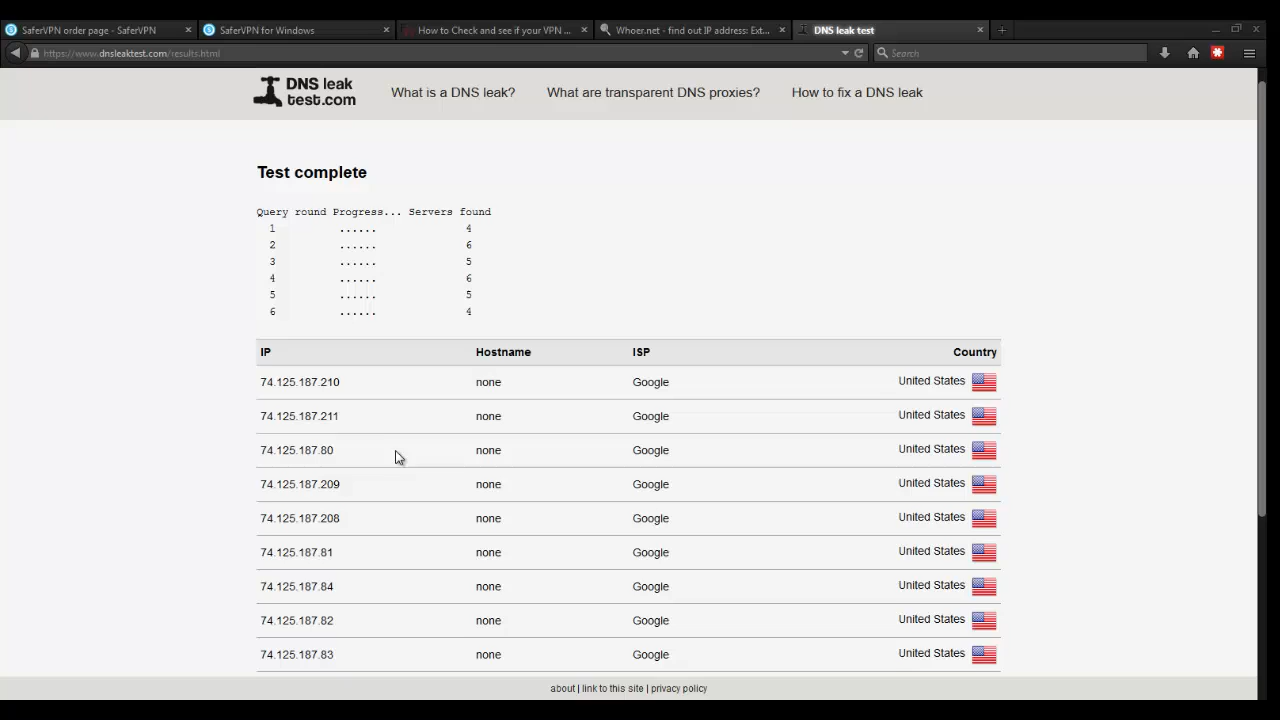 SaferVPN order page - SaferVPN × SaferVPN for Windows × How to Check and see if your VPN ... × Whoer.net - find out IP address: Ext... × DNS leak test × +
https://www.dnsleaktest.com/results.html Search
DNS leak
test.com
What is a DNS leak? What are transparent DNS proxies? How to fix a DNS leak
Test complete
Query round Progress... Servers found
1 ...... 4
2 ...... 6
3 ...... 5
4 ...... 6
5 ...... 5
6 ...... 4
IP Hostname ISP Country
74.125.187.210 none Google United States
74.125.187.211 none Google United States
74.125.187.80 none Google United States
74.125.187.209 none Google United States
74.125.187.208 none Google United States
74.125.187.81 none Google United States
74.125.187.84 none Google United States
74.125.187.82 none Google United States
74.125.187.83 none Google United States
about | link to this site | privacy policy